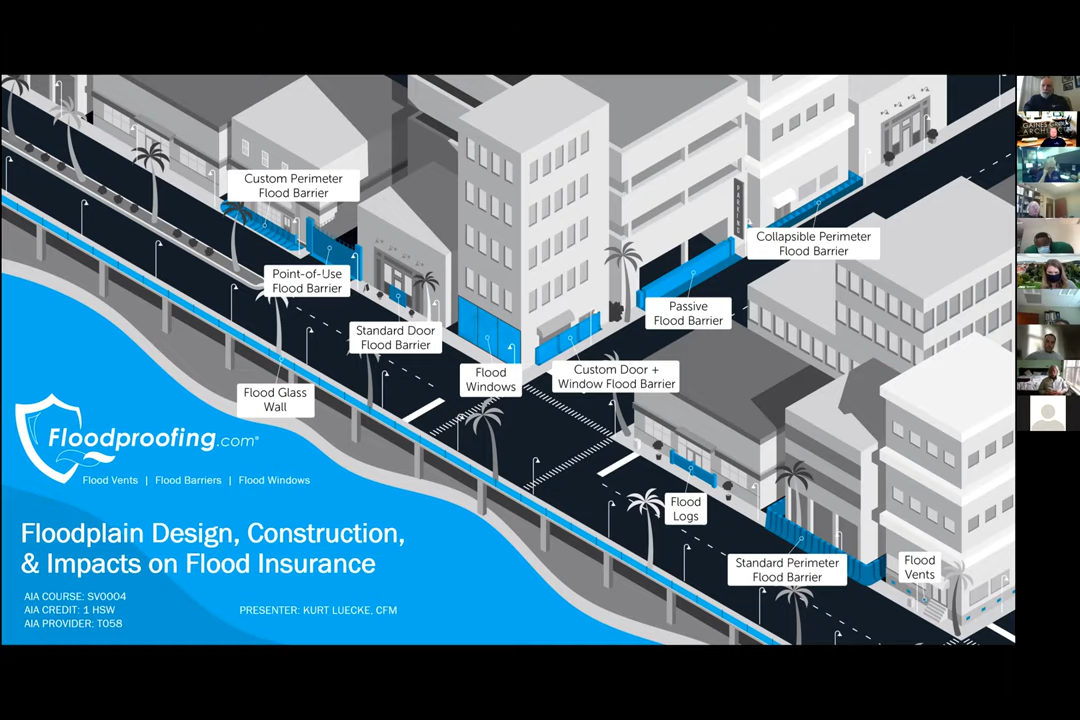 Custom Perimeter
Flood Barrier
Point-of-Use
Flood Barrier
Standard Door
Flood Barrier
Flood Glass
Wall
Flood
Windows
Custom Door +
Window Flood Barrier
Passive
Flood Barrier
Collapsible Perimeter
Flood Barrier
PARKING
Flood
Logs
Standard Perimeter
Flood Barrier
Flood
Vents
Floodproofing.com®
Flood Vents | Flood Barriers | Flood Windows
Floodplain Design, Construction,
& Impacts on Flood Insurance
AIA COURSE: SV0004
AIA CREDIT: 1 HSW
AIA PROVIDER: T058
PRESENTER: KURT LUECKE, CFM